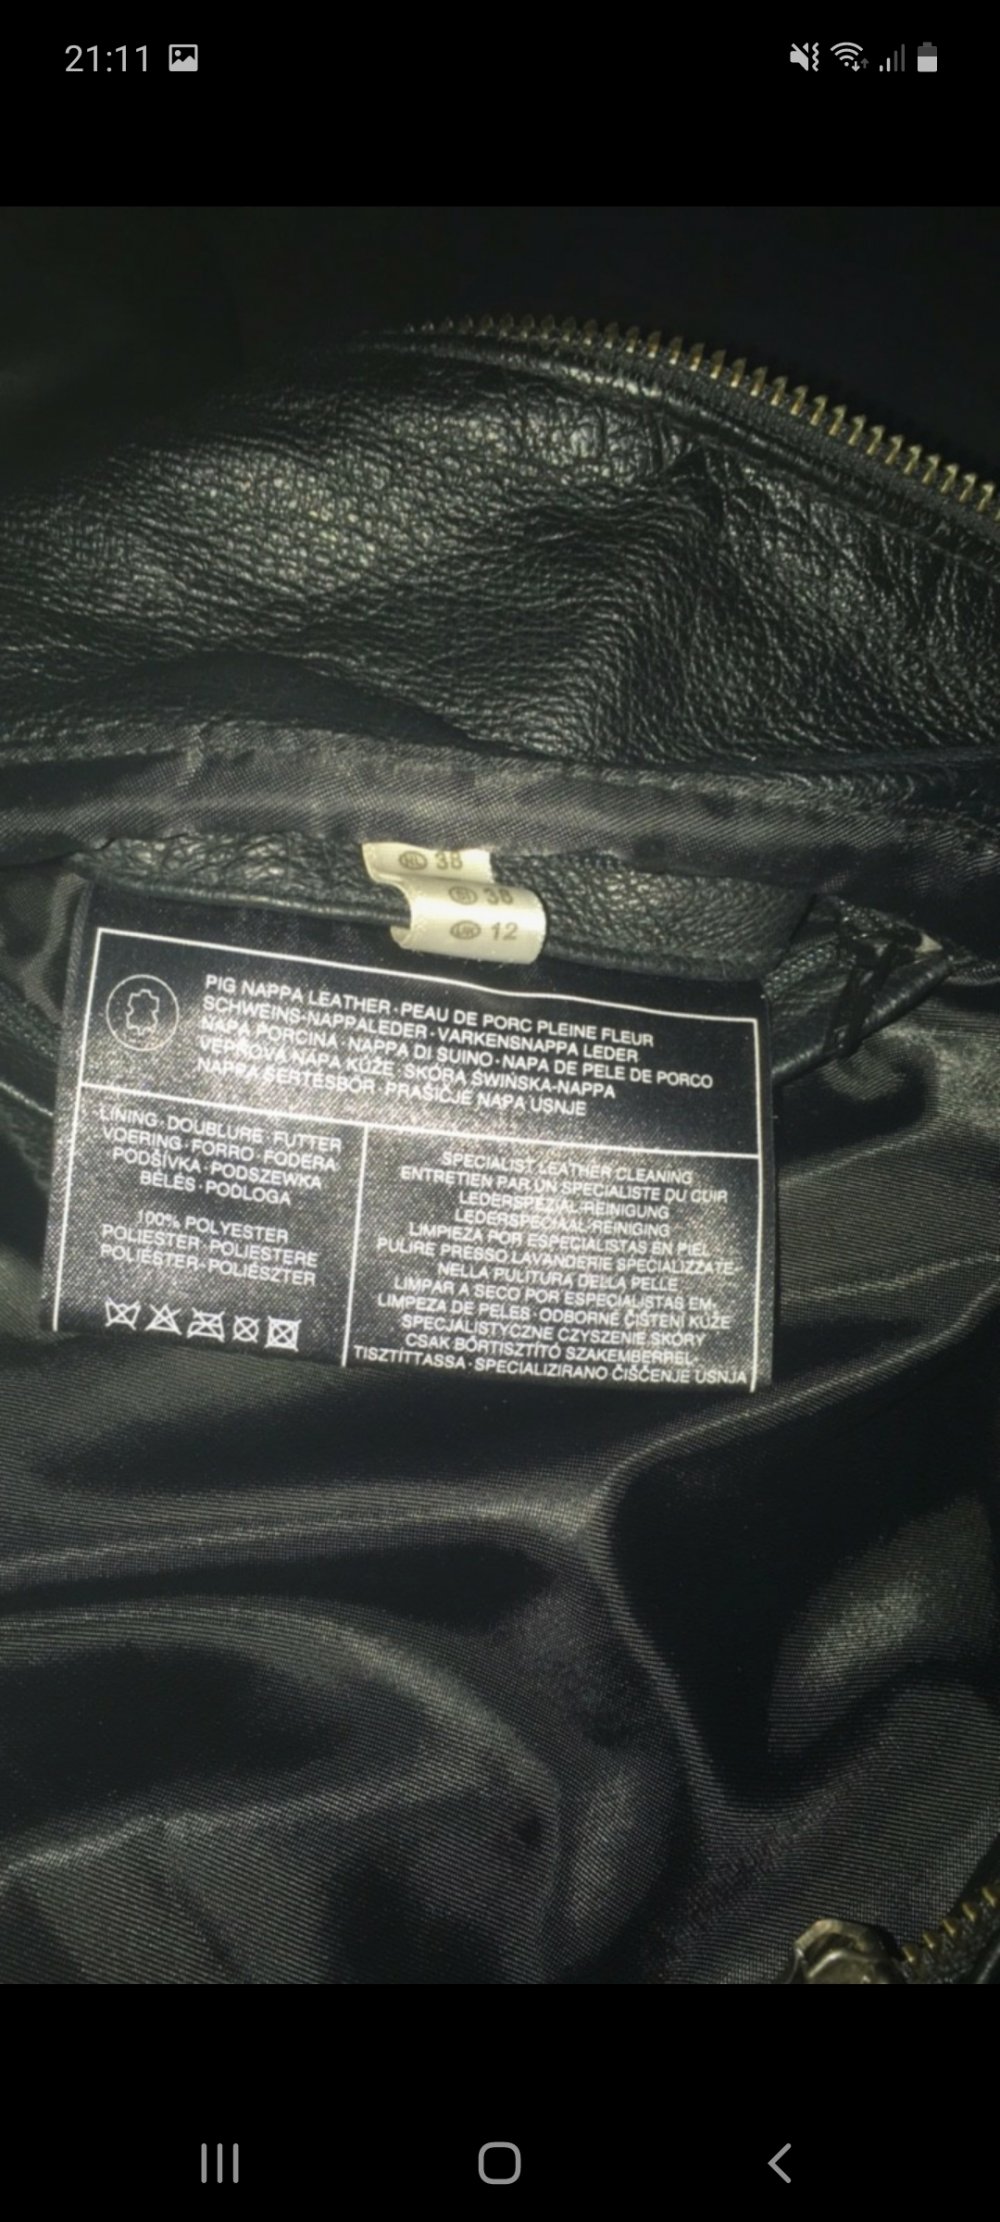 21:11
NL 38
38
UK 12
PIG NAPPA LEATHER · PEAU DE PORC PLEINE FLEUR
SCHWEINS-NAPPALEDER · VARKENSNAPPA LEDER
NAPA PORCINA · NAPPA DI SUINO · NAPA DE PELE DE PORCO
VEPŘOVÁ NAPA KŮŽE · SKÓRA ŚWIŃSKA-NAPPA
NAPPA SERTÉSBŐR · PRAŠIČJE NAPA USNJE
LINING · DOUBLURE · FUTTER
VOERING · FORRO · FODERA
PODŠÍVKA · PODSZEWKA
BÉLÉS · PODLOGA
100% POLYESTER
POLIESTER · POLIESTERE
POLIÉSTER · POLIÉSZTER
SPECIALIST LEATHER CLEANING
ENTRETIEN PAR UN SPECIALISTE DU CUIR
LEDERSPEZIAL-REINIGUNG
LEDERSPECIAAL-REINIGING
LIMPIEZA POR ESPECIALISTAS EN PIEL
PULIRE PRESSO LAVANDERIE SPECIALIZZATE
NELLA PULITURA DELLA PELLE
LIMPAR A SECO POR ESPECIALISTAS EM
LIMPEZA DE PELES · ODBORNÉ ČIŠTĚNÍ KŮŽE
SPECJALISTYCZNE CZYSZENIE SKÓRY
CSAK BŐRTISZTÍTÓ SZAKEMBERREL
TISZTÍTTASSA · SPECIALIZIRANO ČIŠČENJE USNJA